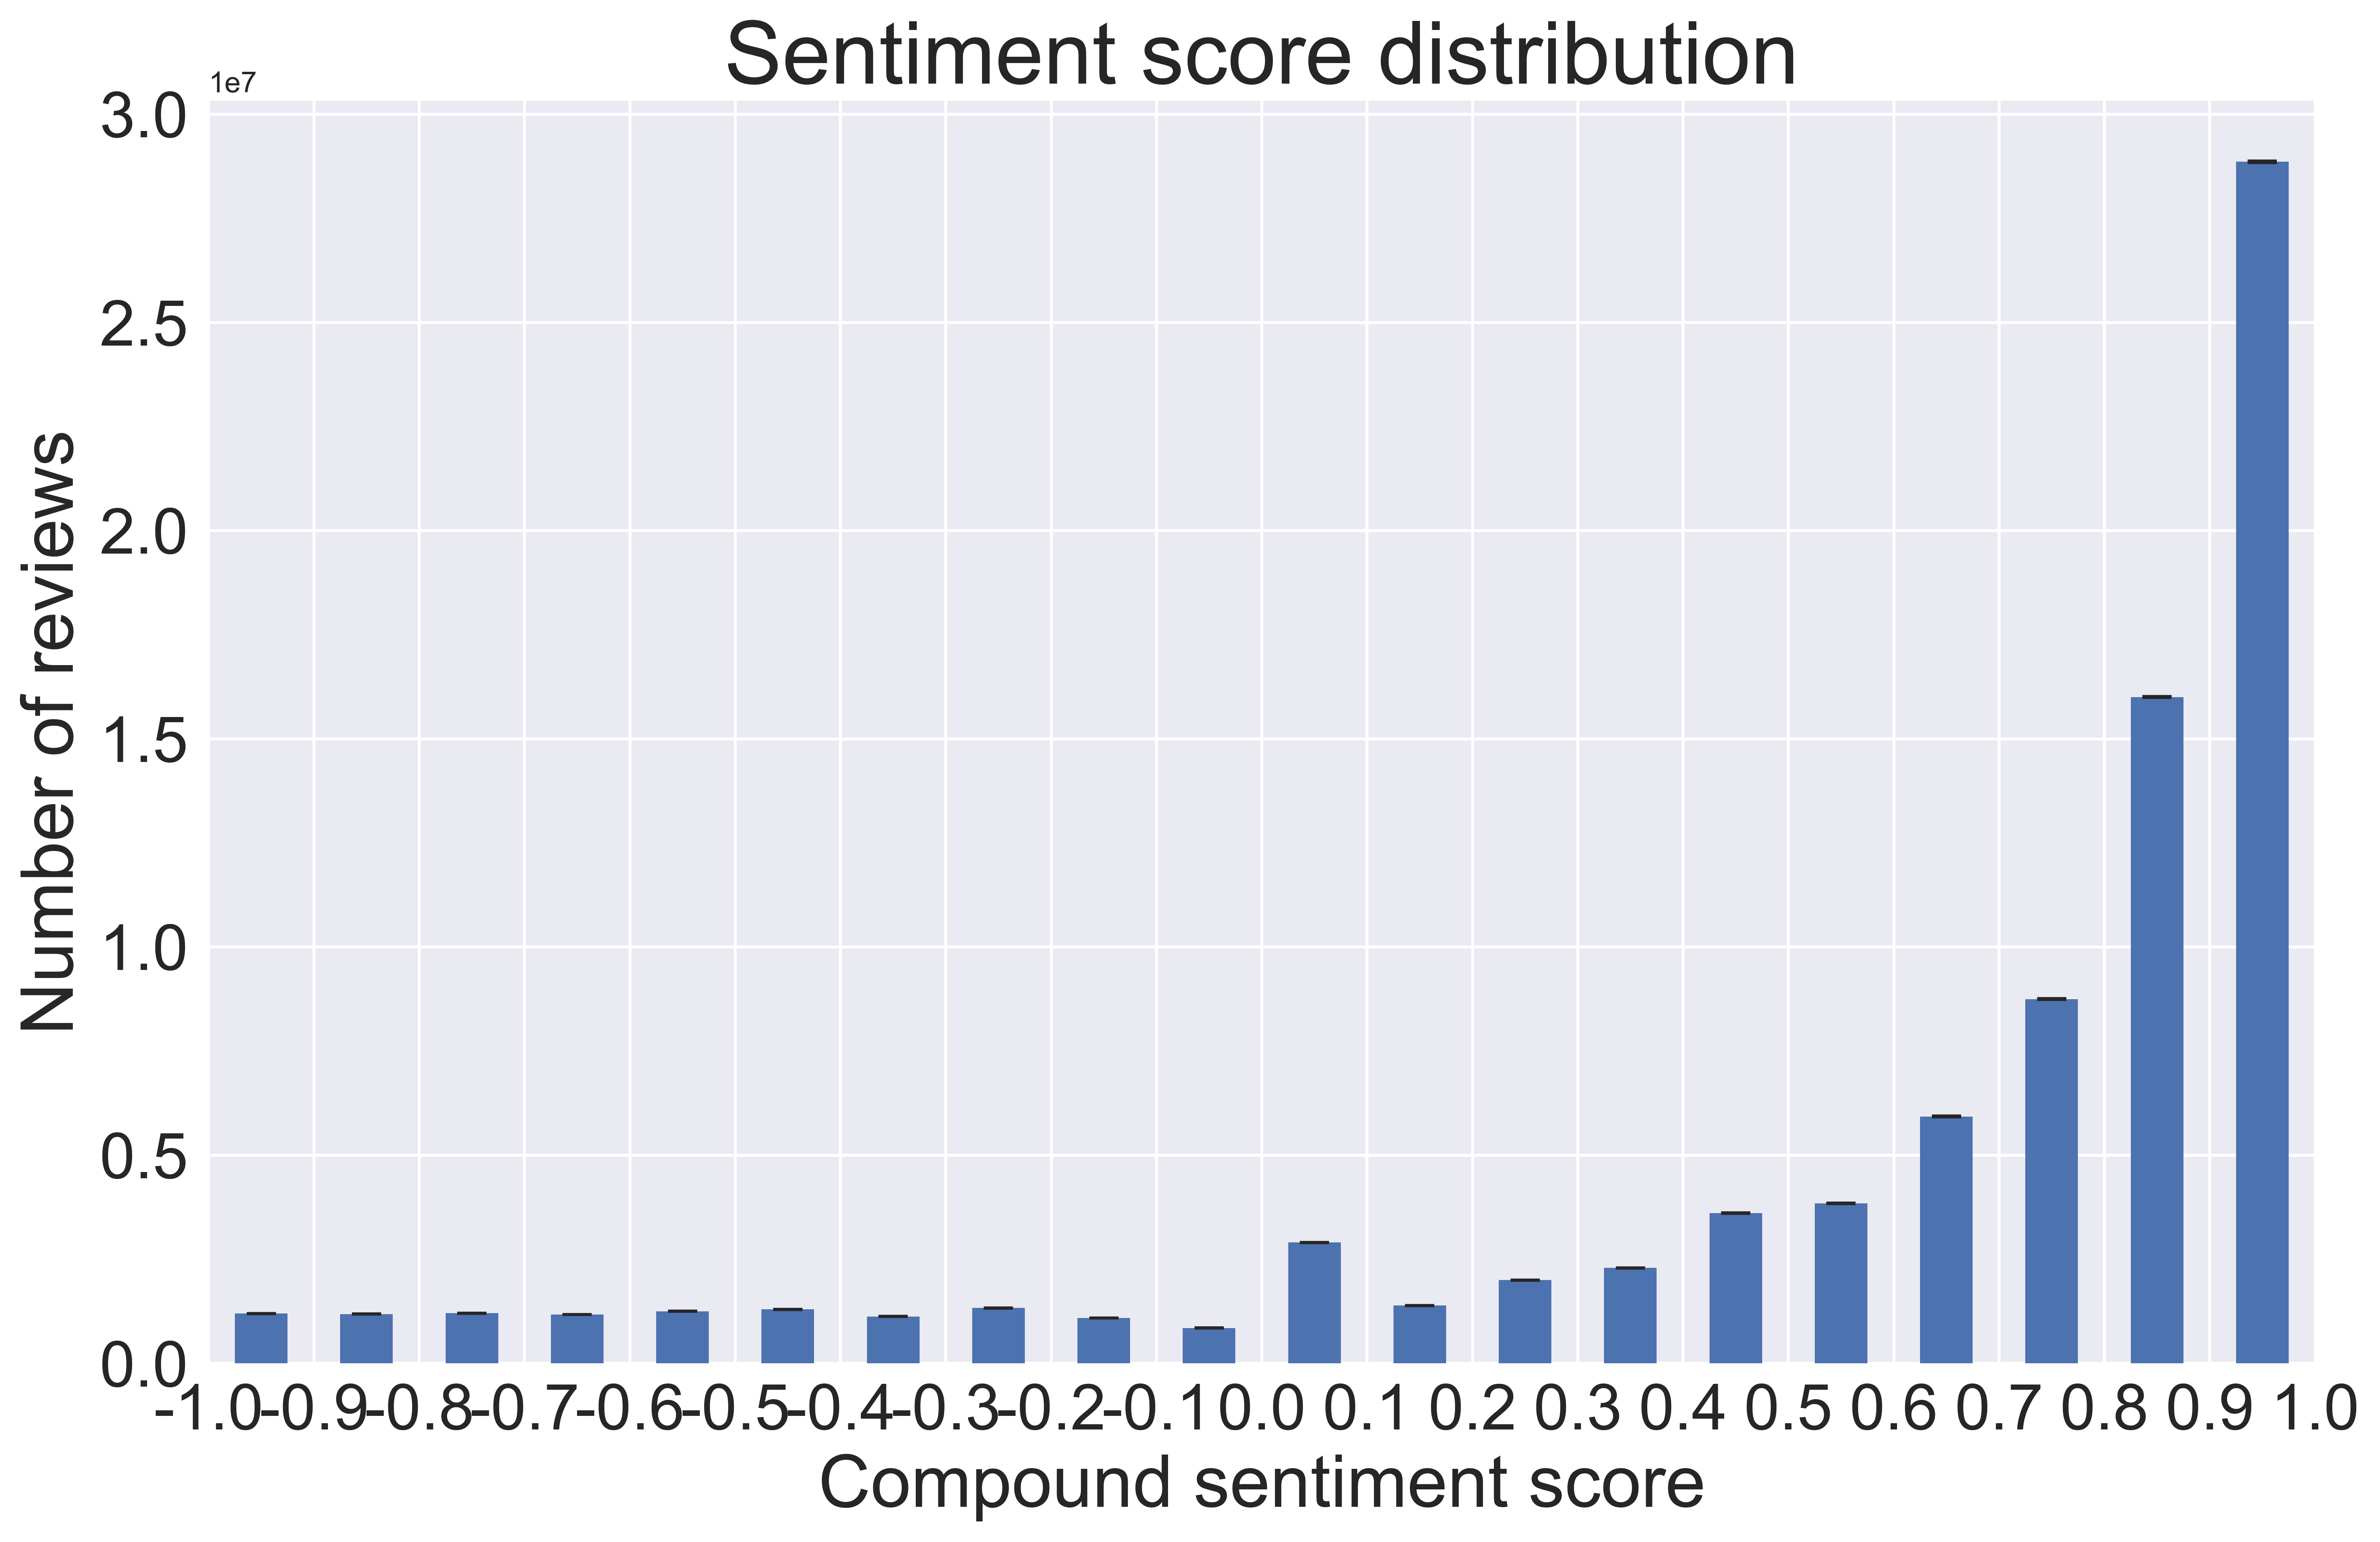 Sentiment score distribution
1e7
3.0
2.5
2.0
1.5
1.0
0.5
0.0
Number of reviews
-1.0 -0.9 -0.8 -0.7 -0.6 -0.5 -0.4 -0.3 -0.2 -0.1 0.0 0.1 0.2 0.3 0.4 0.5 0.6 0.7 0.8 0.9 1.0
Compound sentiment score